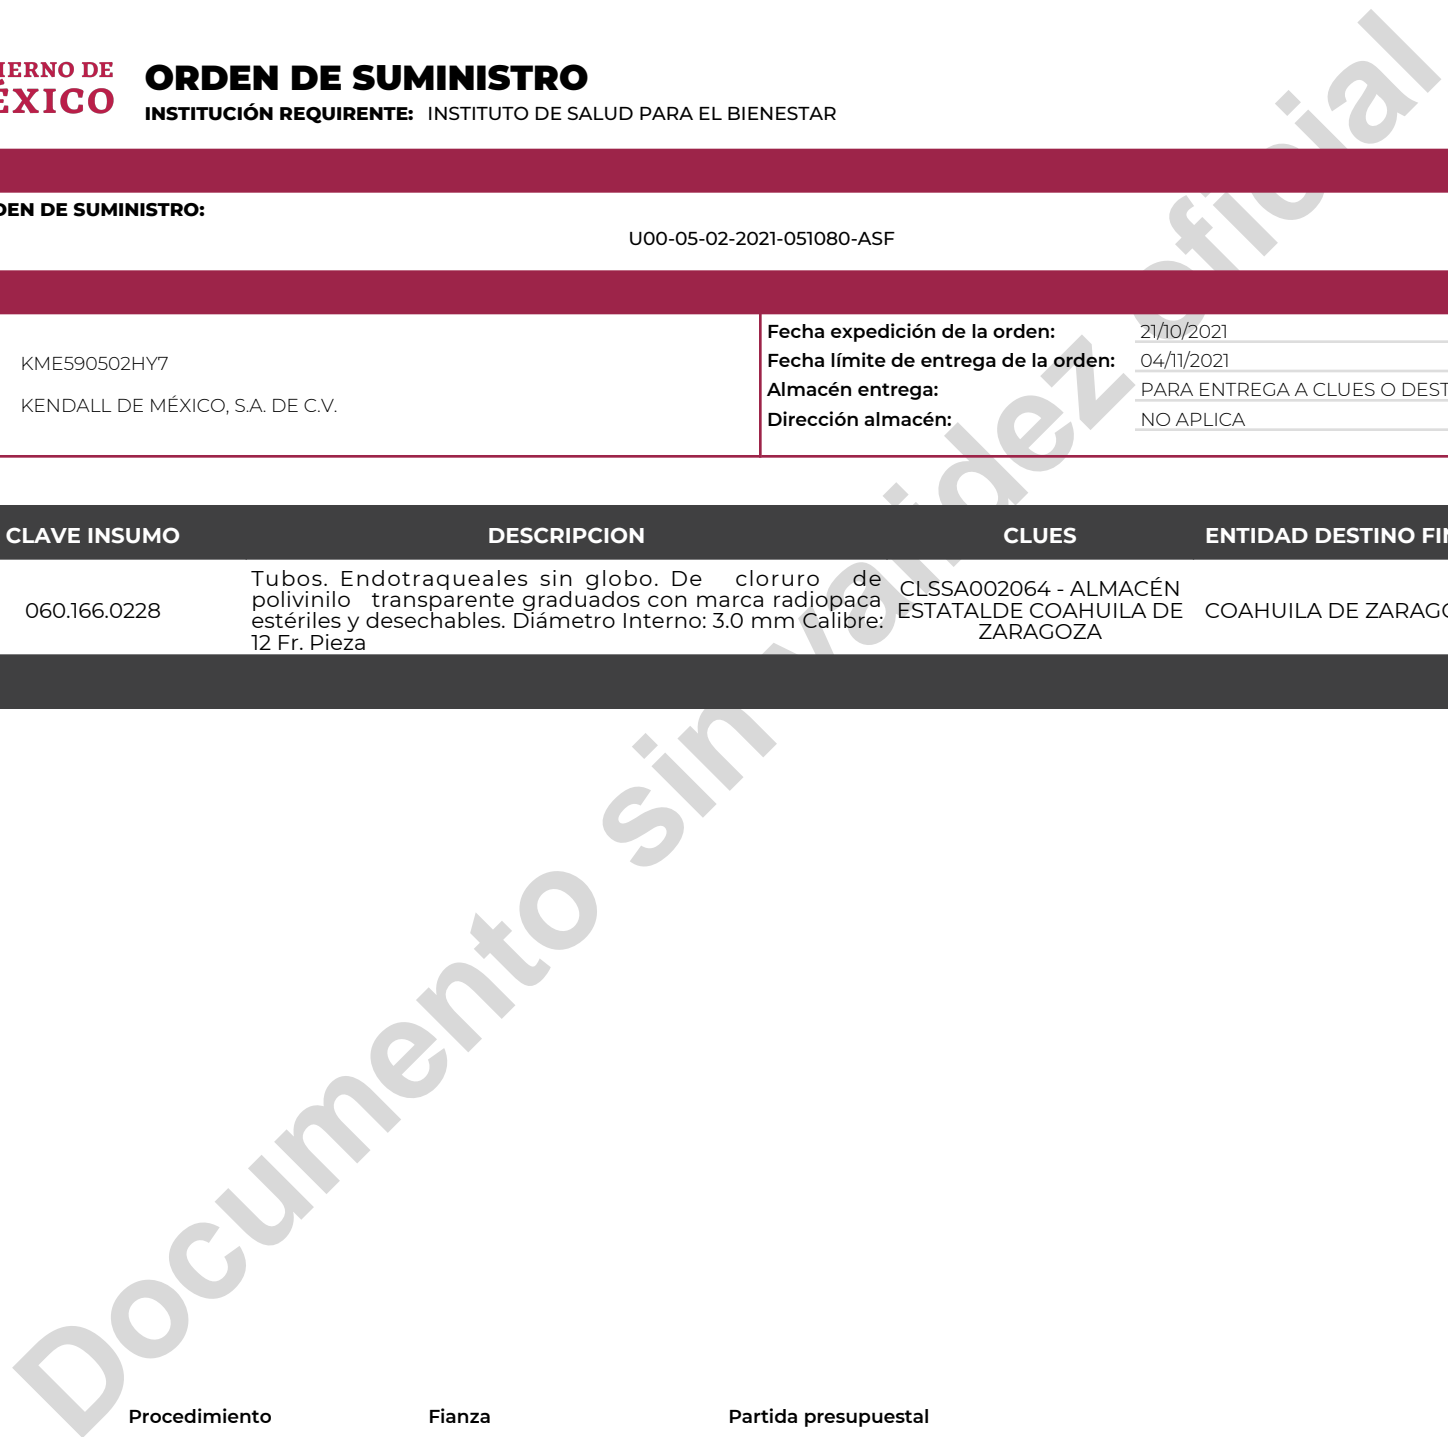 IERNO DE
ÉXICO
ORDEN DE SUMINISTRO
INSTITUCIÓN REQUIRENTE: INSTITUTO DE SALUD PARA EL BIENESTAR
DEN DE SUMINISTRO:
U00-05-02-2021-051080-ASF
KME590502HY7
KENDALL DE MÉXICO, S.A. DE C.V.
Fecha expedición de la orden: 21/10/2021
Fecha límite de entrega de la orden: 04/11/2021
Almacén entrega: PARA ENTREGA A CLUES O DEST
Dirección almacén: NO APLICA
CLAVE INSUMO DESCRIPCION CLUES ENTIDAD DESTINO FIN
060.166.0228
Tubos. Endotraqueales sin globo. De cloruro de
polivinilo transparente graduados con marca radiopaca
estériles y desechables. Diámetro Interno: 3.0 mm Calibre:
12 Fr. Pieza
CLSSA002064 - ALMACÉN
ESTATALDE COAHUILA DE
ZARAGOZA
COAHUILA DE ZARAGO
Documento sin validez oficial
Procedimiento Fianza Partida presupuestal